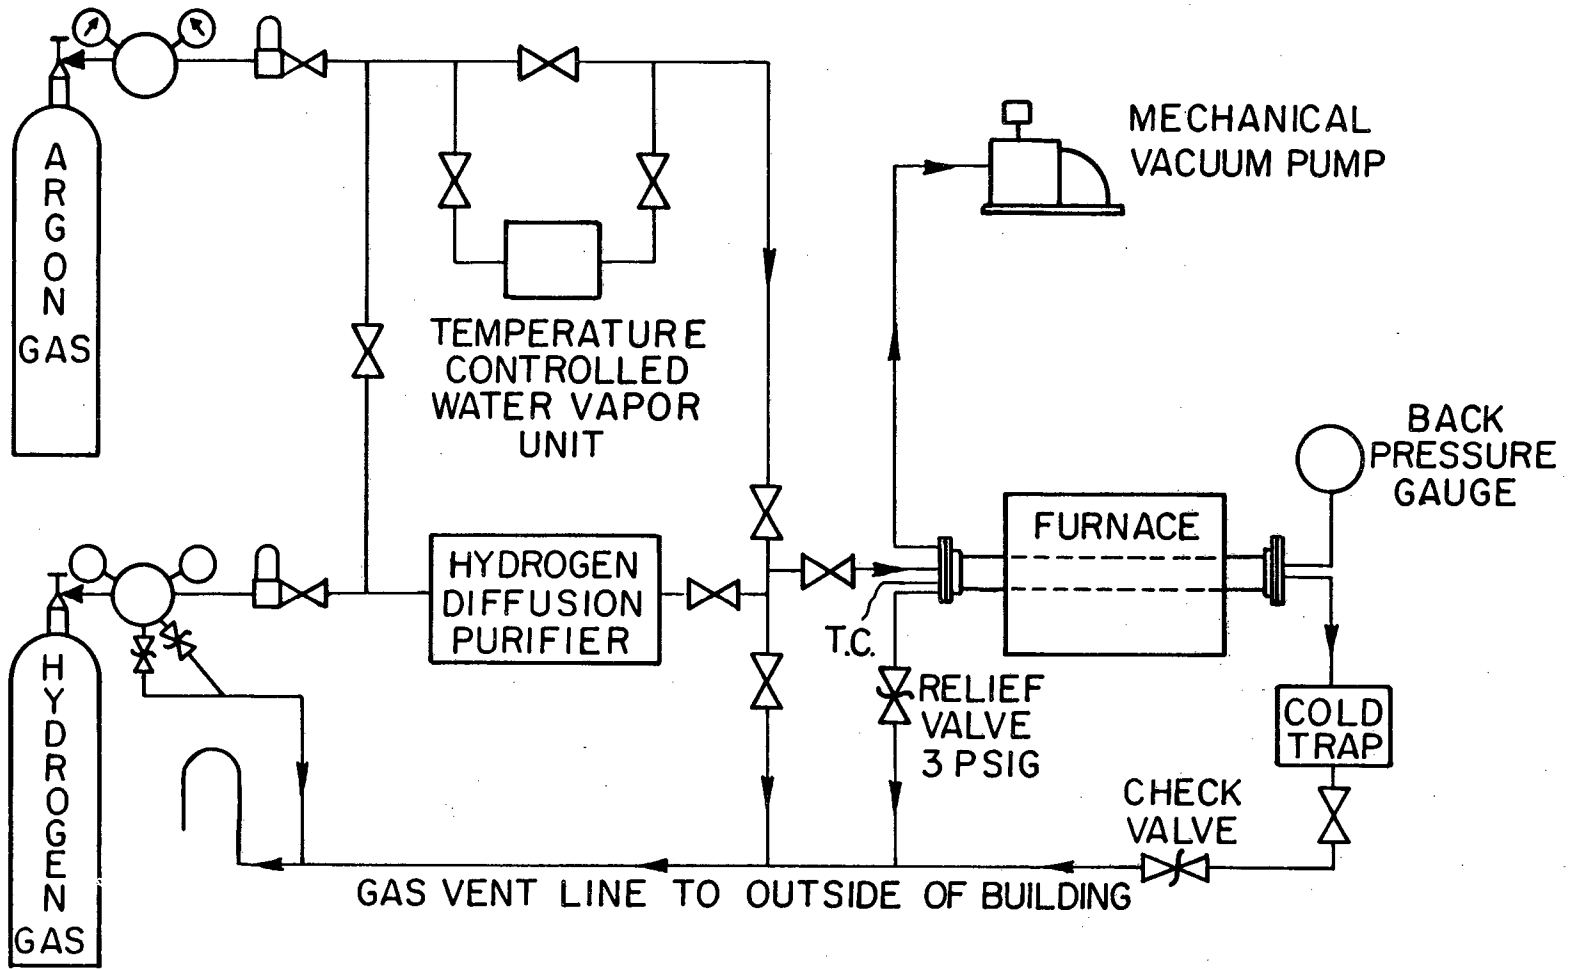 ARGON
GAS
MECHANICAL
VACUUM PUMP
TEMPERATURE
CONTROLLED
WATER VAPOR
UNIT
BACK
PRESSURE
GAUGE
FURNACE
HYDROGEN
DIFFUSION
PURIFIER
T.C.
HYDROGEN
GAS
RELIEF
VALVE
3 PSIG
COLD
TRAP
CHECK
VALVE
GAS VENT LINE TO OUTSIDE OF BUILDING